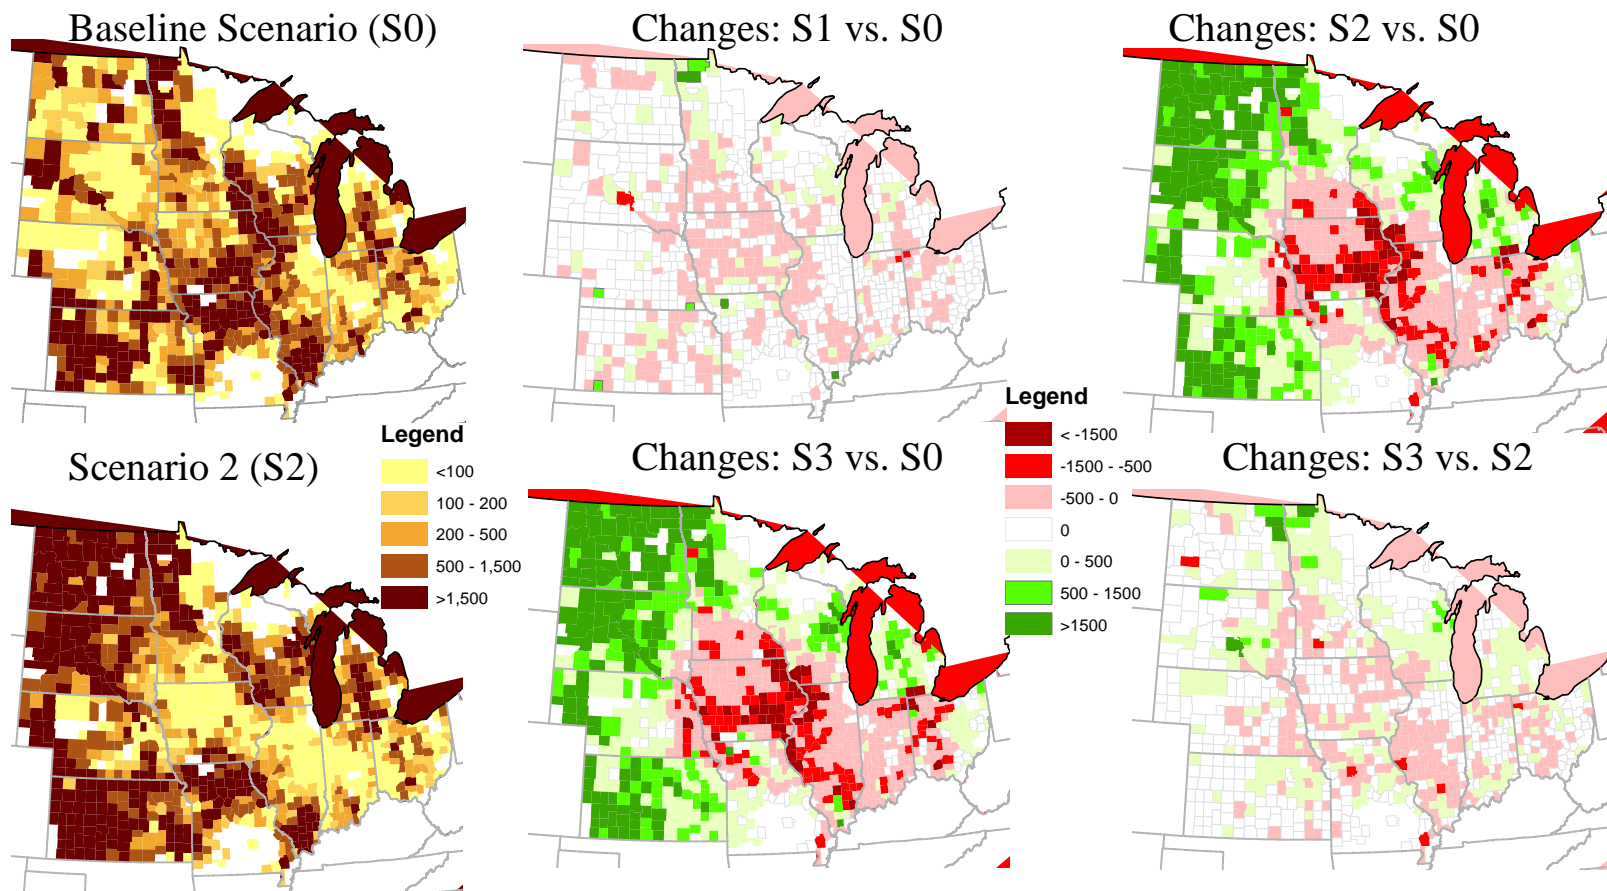 Baseline Scenario (S0)
Changes: S1 vs. S0
Changes: S2 vs. S0
Legend
<100
100 - 200
200 - 500
500 - 1,500
>1,500
Legend
< -1500
-1500 - -500
-500 - 0
0
0 - 500
500 - 1500
>1500
Scenario 2 (S2)
Changes: S3 vs. S0
Changes: S3 vs. S2